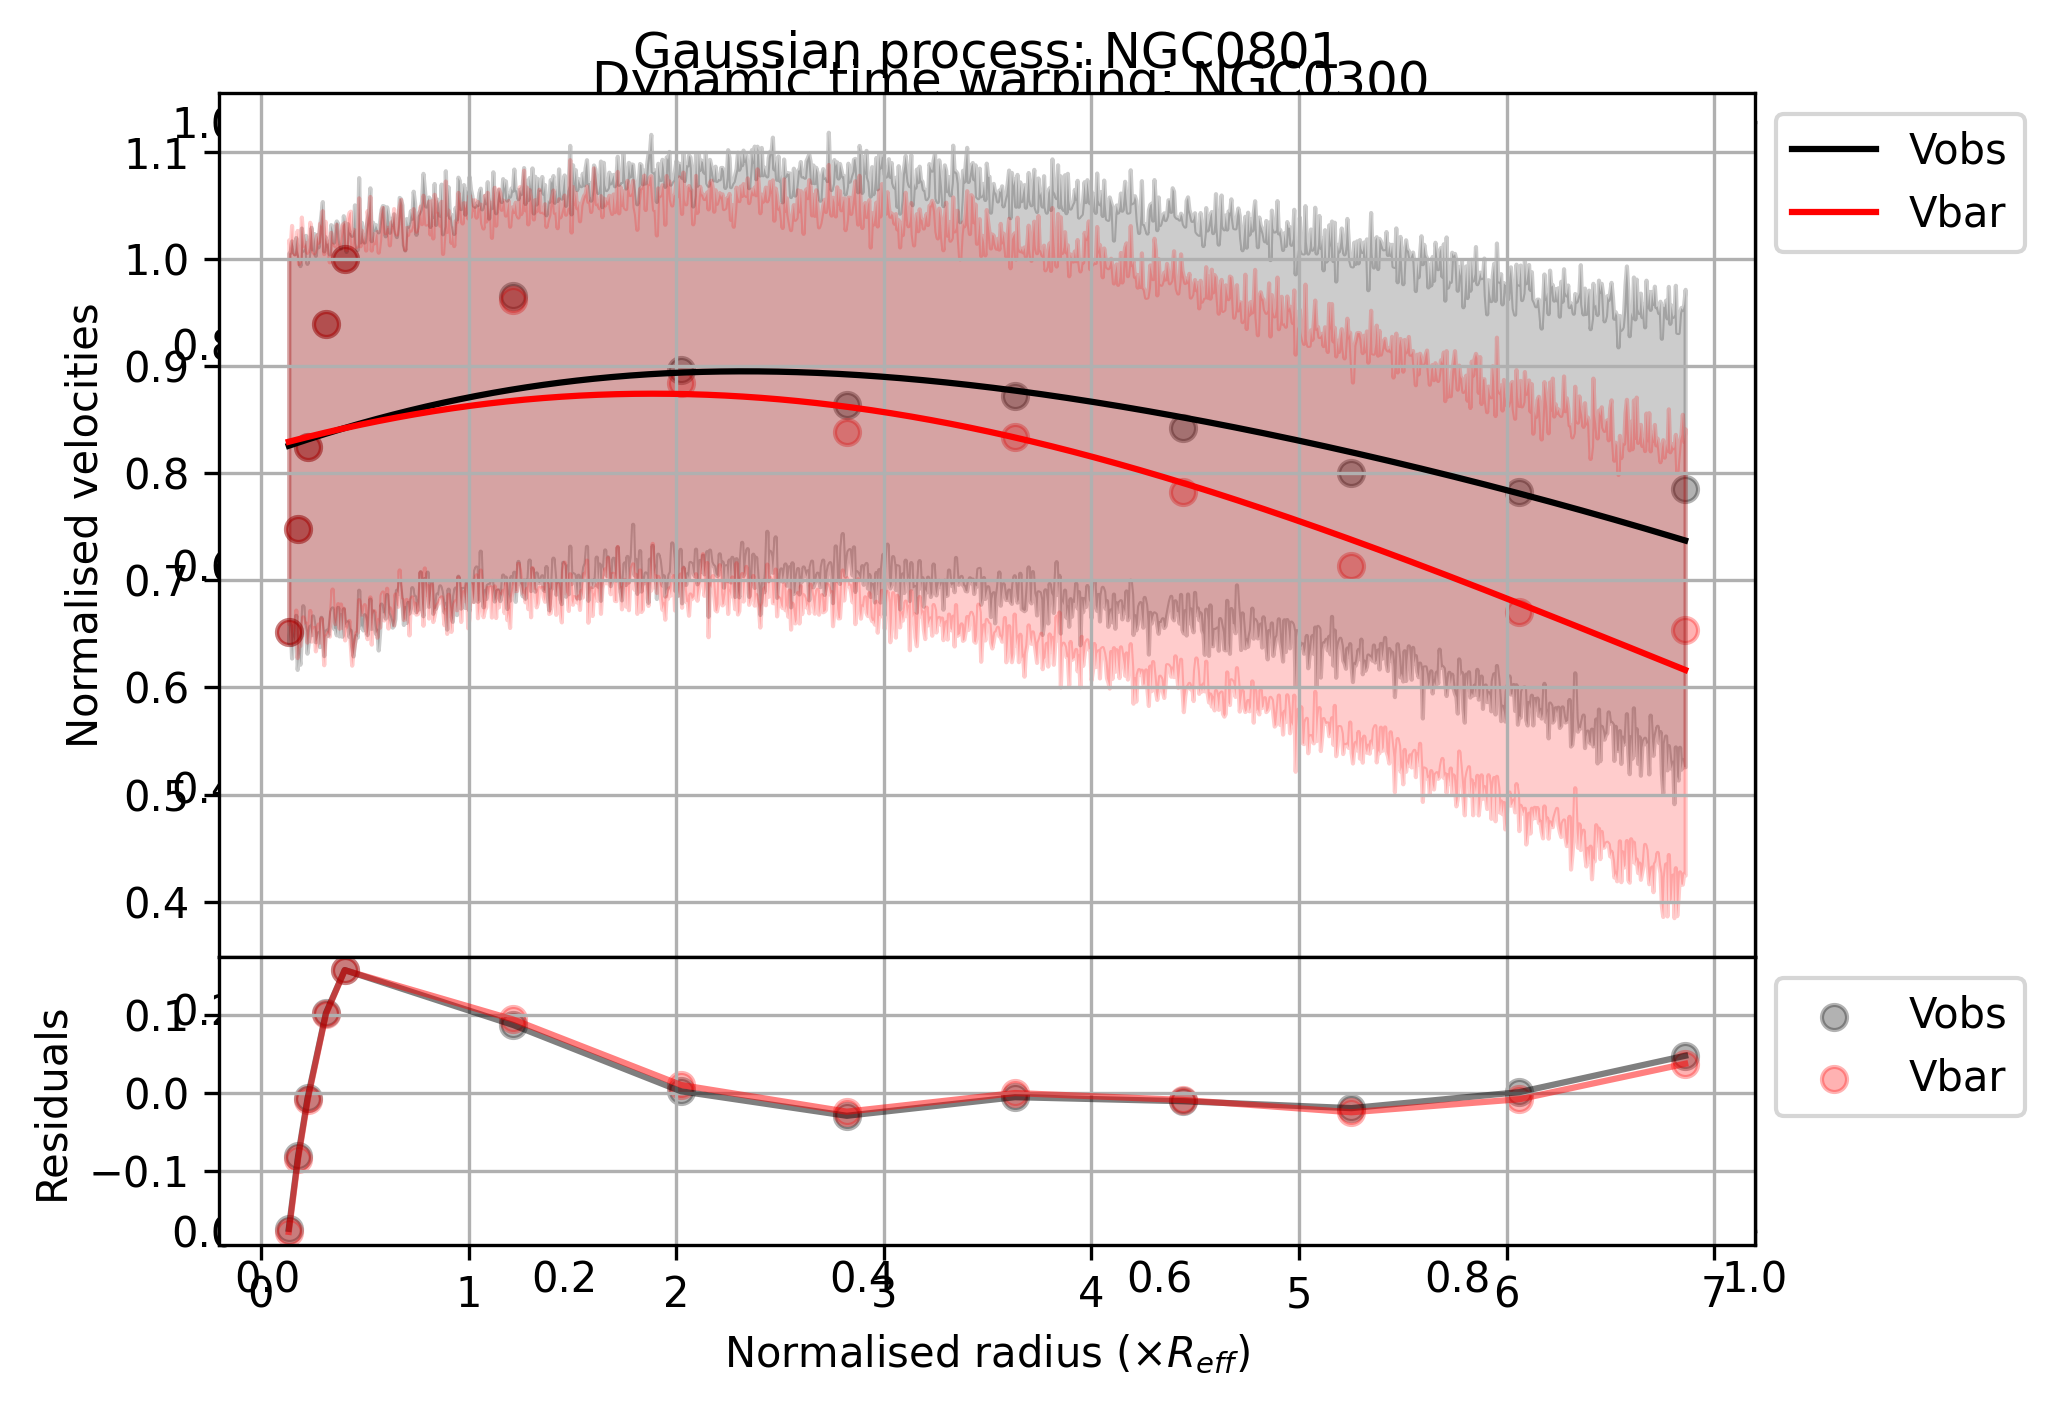 Gaussian process: NGC0801
Dynamic time warping: NGC0300
Normalised velocities
1.1
1.0
0.9
0.8
0.7
0.6
0.5
0.4
Vobs
Vbar
Residuals
0.1
0.0
−0.1
Vobs
Vbar
0.0 0.2 0.4 0.6 0.8 1.0
0 1 2 3 4 5 6 7
Normalised radius (×R_eff)